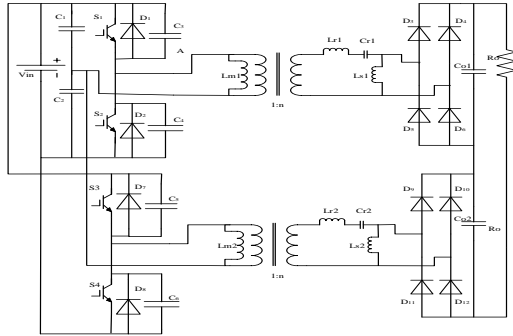 C₁
S₁
D₁
C₃
D₃
D₄
A
Lr1
Cr1
Vin
Lm1
Ls1
Co1
Ro
C₂
S₂
D₂
C₄
1:n
D₅
D₆
S3
D₇
C₅
D₉
D₁₀
Lr2
Cr2
Co2
Ro
Lm2
Ls2
1:n
S4
D₈
C₆
D₁₁
D₁₂